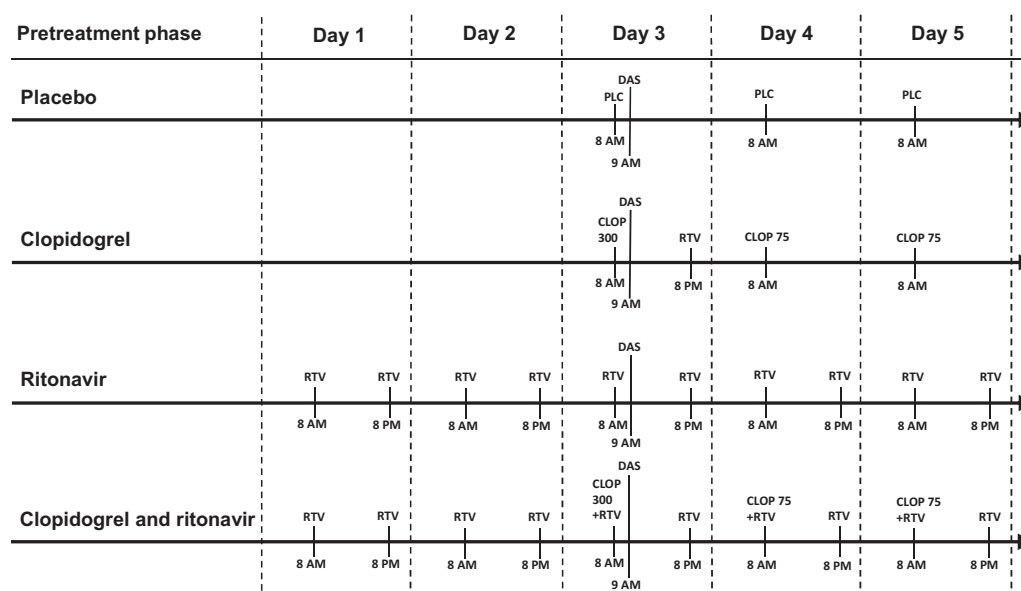 Pretreatment phase Day 1 Day 2 Day 3 Day 4 Day 5
DAS
Placebo PLC PLC PLC
8 AM 8 AM 8 AM
9 AM
DAS
CLOP
Clopidogrel 300 RTV CLOP 75 CLOP 75
8 AM 8 PM 8 AM 8 AM
9 AM
DAS
Ritonavir RTV RTV RTV RTV RTV RTV RTV RTV RTV RTV
8 AM 8 PM 8 AM 8 PM 8 AM 8 PM 8 AM 8 PM 8 AM 8 PM
9 AM
DAS
CLOP
300 CLOP 75 CLOP 75
Clopidogrel and ritonavir RTV RTV RTV RTV +RTV RTV +RTV RTV +RTV RTV
8 AM 8 PM 8 AM 8 PM 8 AM 8 PM 8 AM 8 PM 8 AM 8 PM
9 AM